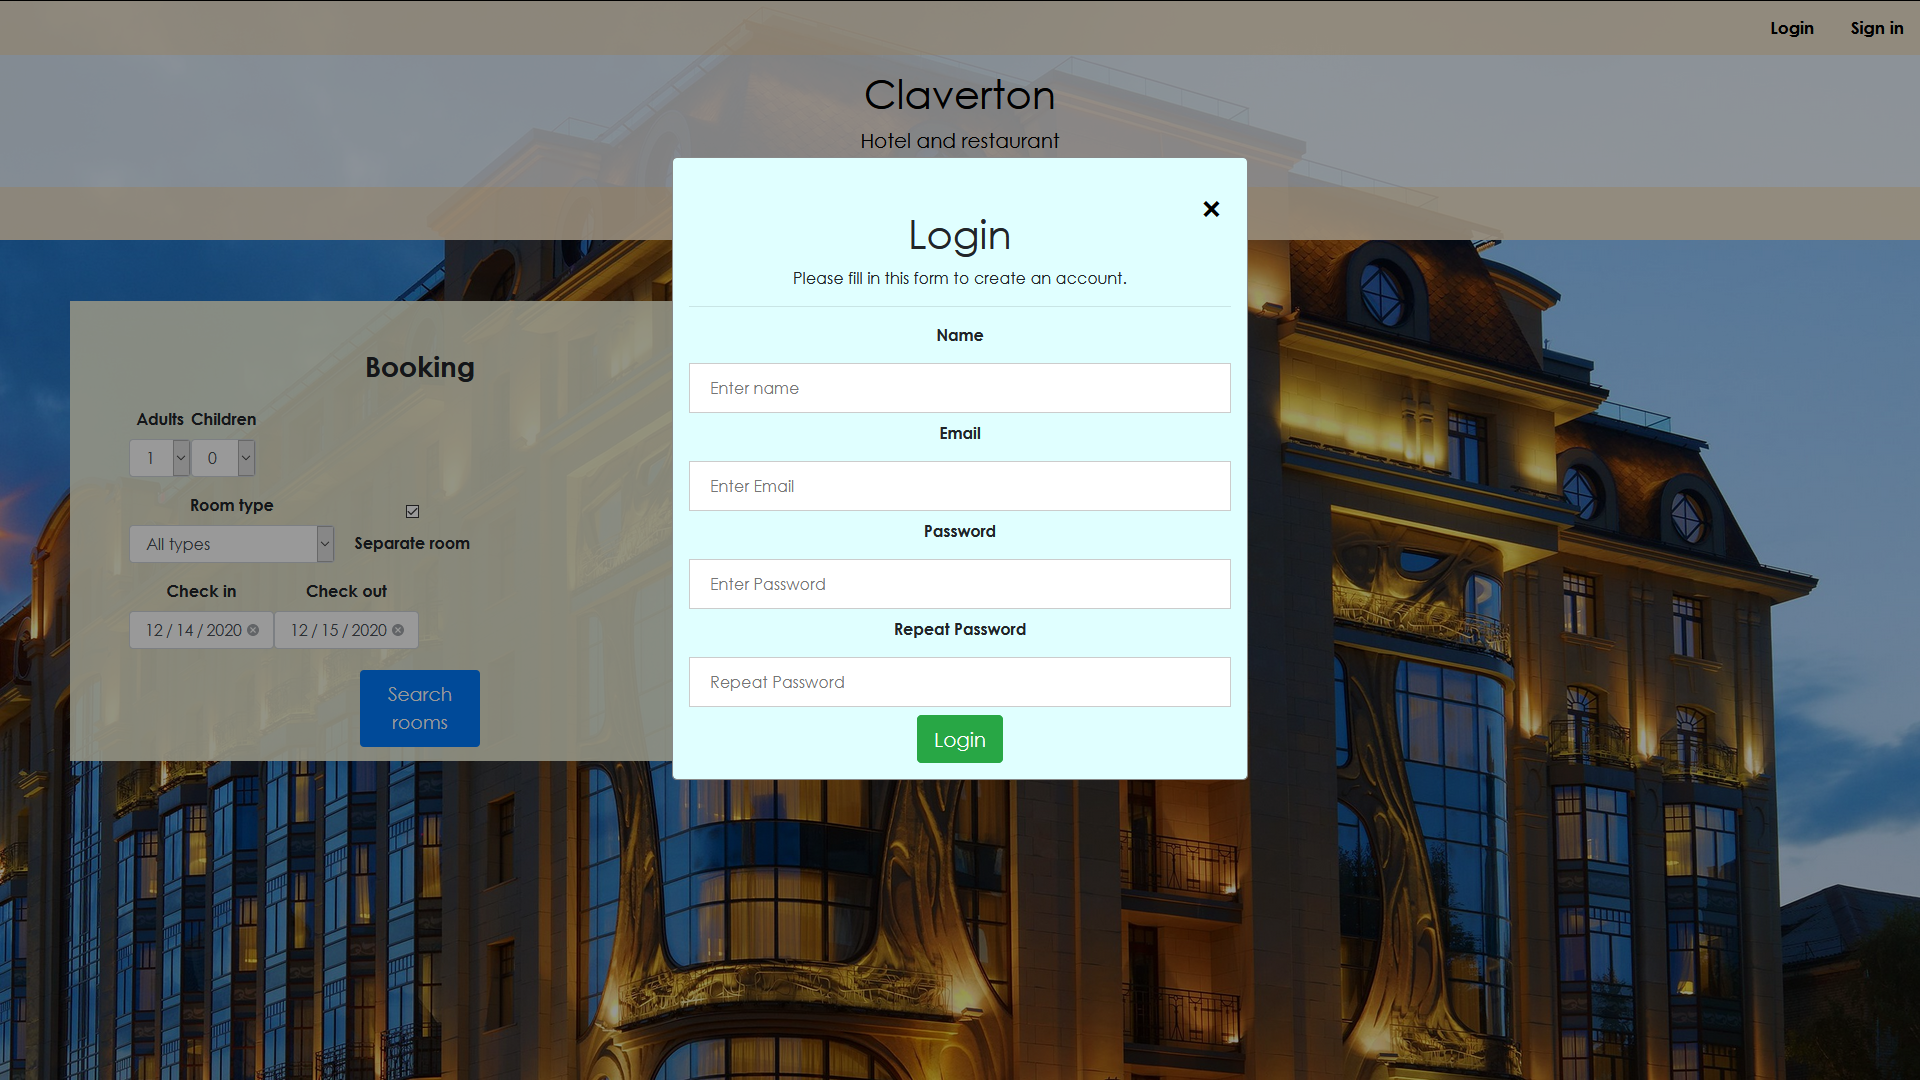 Login Sign in
Claverton
Hotel and restaurant
Login
Please fill in this form to create an account.
Name
Enter name
Email
Enter Email
Password
Enter Password
Repeat Password
Repeat Password
Login
Booking
Adults Children
1 0
Room type
All types Separate room
Check in Check out
12 / 14 / 2020 12 / 15 / 2020
Search
rooms